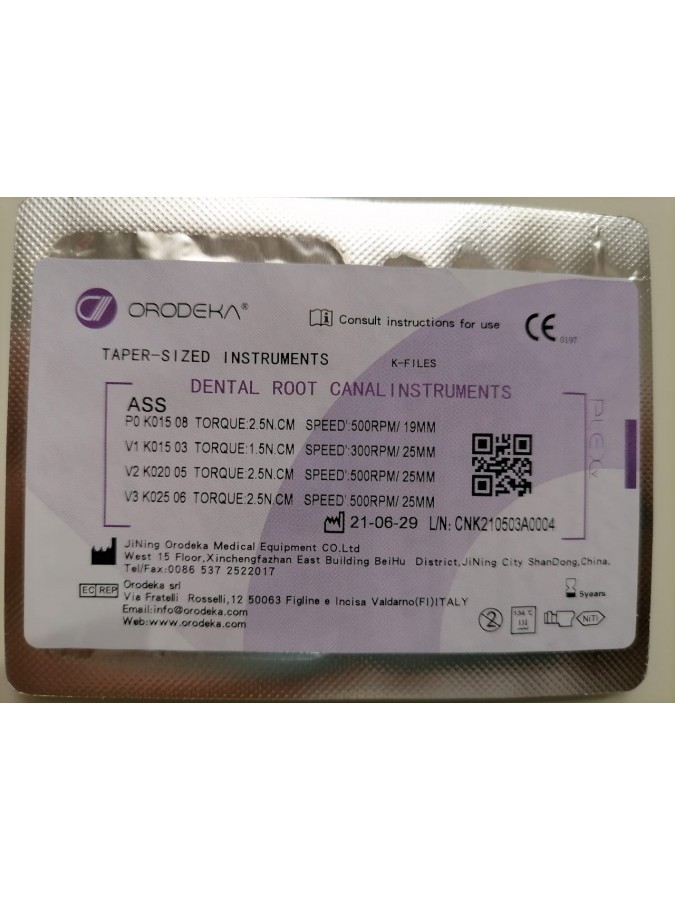 ORODEKA®
Consult instructions for use
CE 0197
TAPER-SIZED INSTRUMENTS K-FILES
DENTAL ROOT CANALINSTRUMENTS
ASS
P0 K015 08 TORQUE:2.5N.CM SPEED':500RPM/ 19MM
V1 K015 03 TORQUE:1.5N.CM SPEED':300RPM/ 25MM
V2 K020 05 TORQUE:2.5N.CM SPEED':500RPM/ 25MM
V3 K025 06 TORQUE:2.5N.CM SPEED':500RPM/ 25MM
21-06-29 L/N: CNK210503A0004
JiNing Orodeka Medical Equipment CO.Ltd
West 15 Floor,Xinchengfazhan East Building BeiHu District,JiNing City ShanDong,China.
Tel/Fax:0086 537 2522017
EC REP Orodeka srl
Via Fratelli Rosselli,12 50063 Figline e Incisa Valdarno(FI)ITALY
Email:info@orodeka.com
Web:www.orodeka.com
5years
2
NiTi